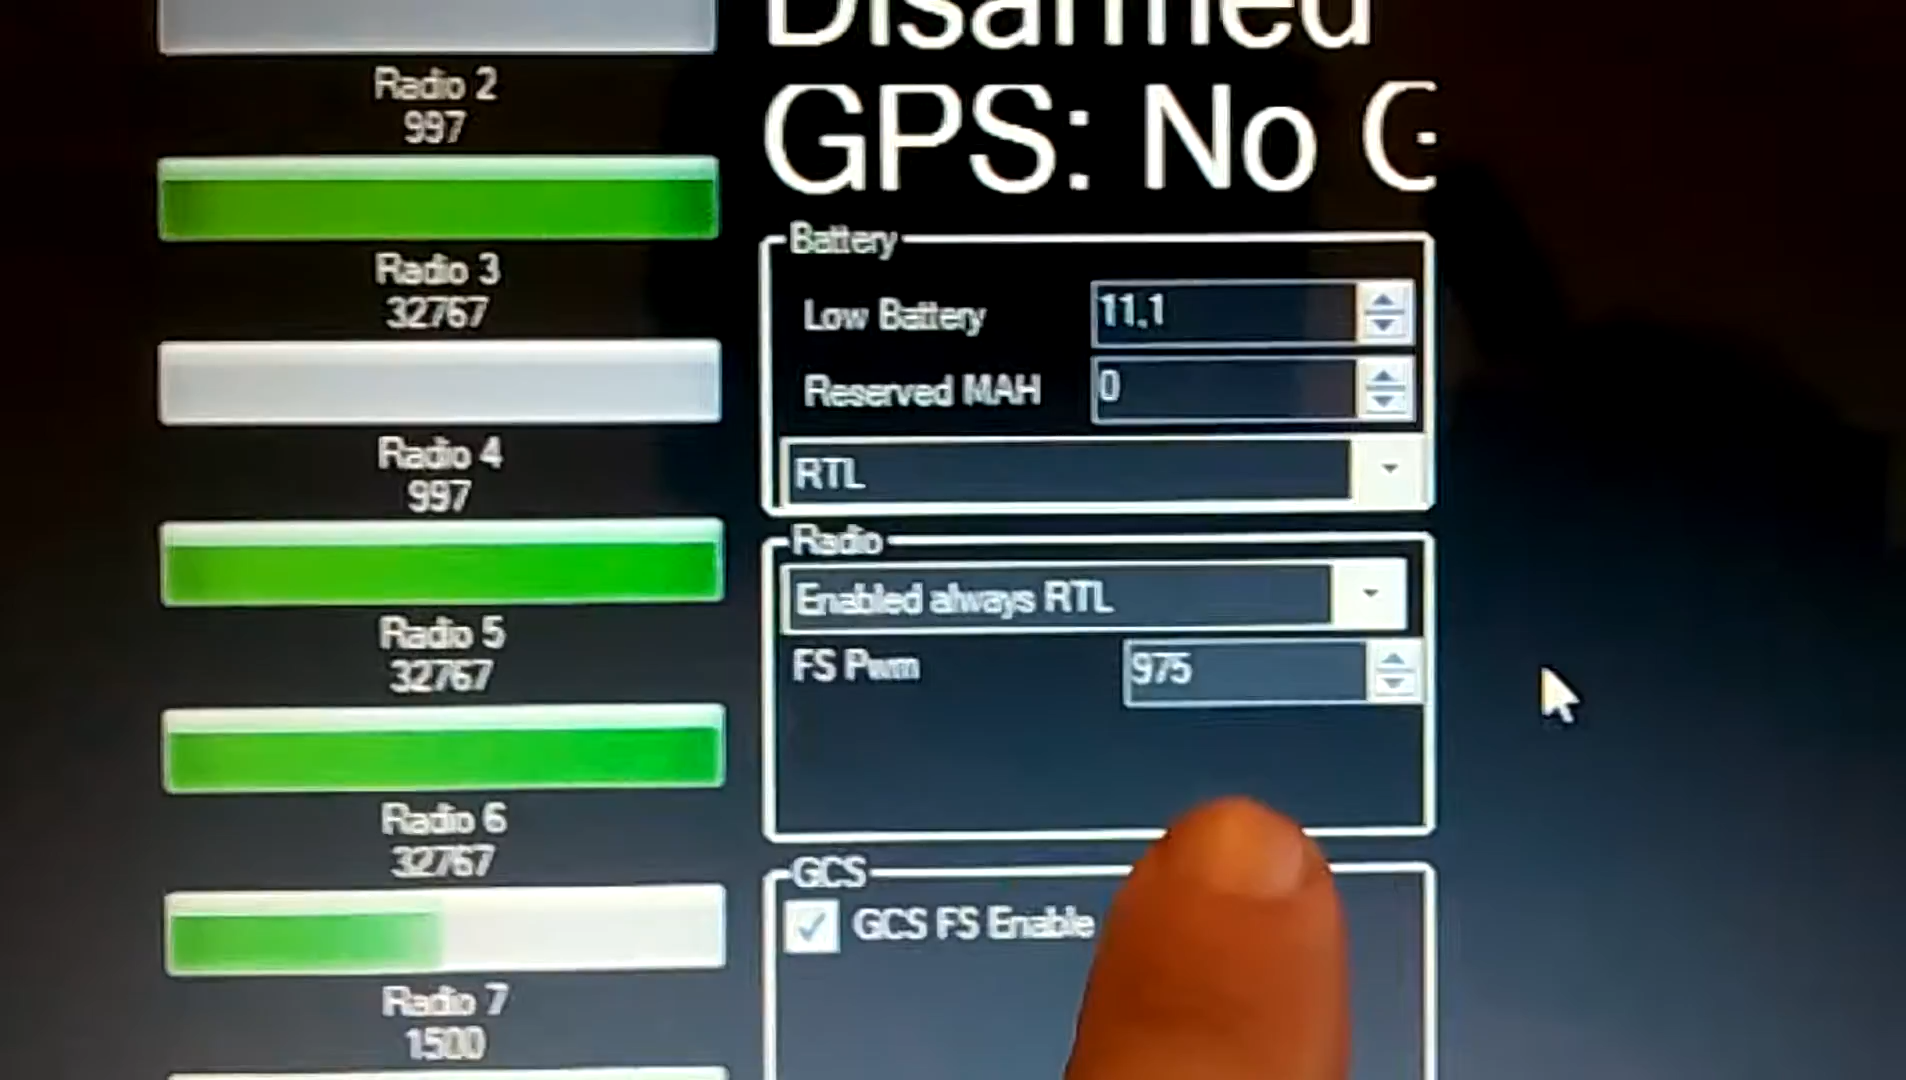 Radio 2
997
Radio 3
32767
Radio 4
997
Radio 5
32767
Radio 6
32767
Radio 7
1500
Disarmed
GPS: No
Battery
Low Battery 11.1
Reserved MAH 0
RTL
Radio
Enabled always RTL
FS Pwm 975
GCS
GCS FS Enable